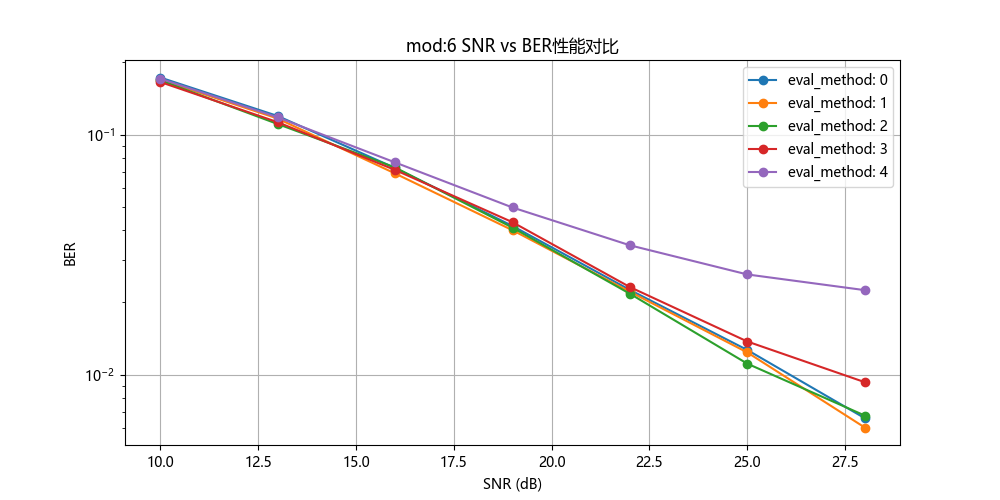 mod:6 SNR vs BER性能对比
eval_method: 0
eval_method: 1
eval_method: 2
eval_method: 3
eval_method: 4
BER
10⁻¹
10⁻²
10.0 12.5 15.0 17.5 20.0 22.5 25.0 27.5
SNR (dB)